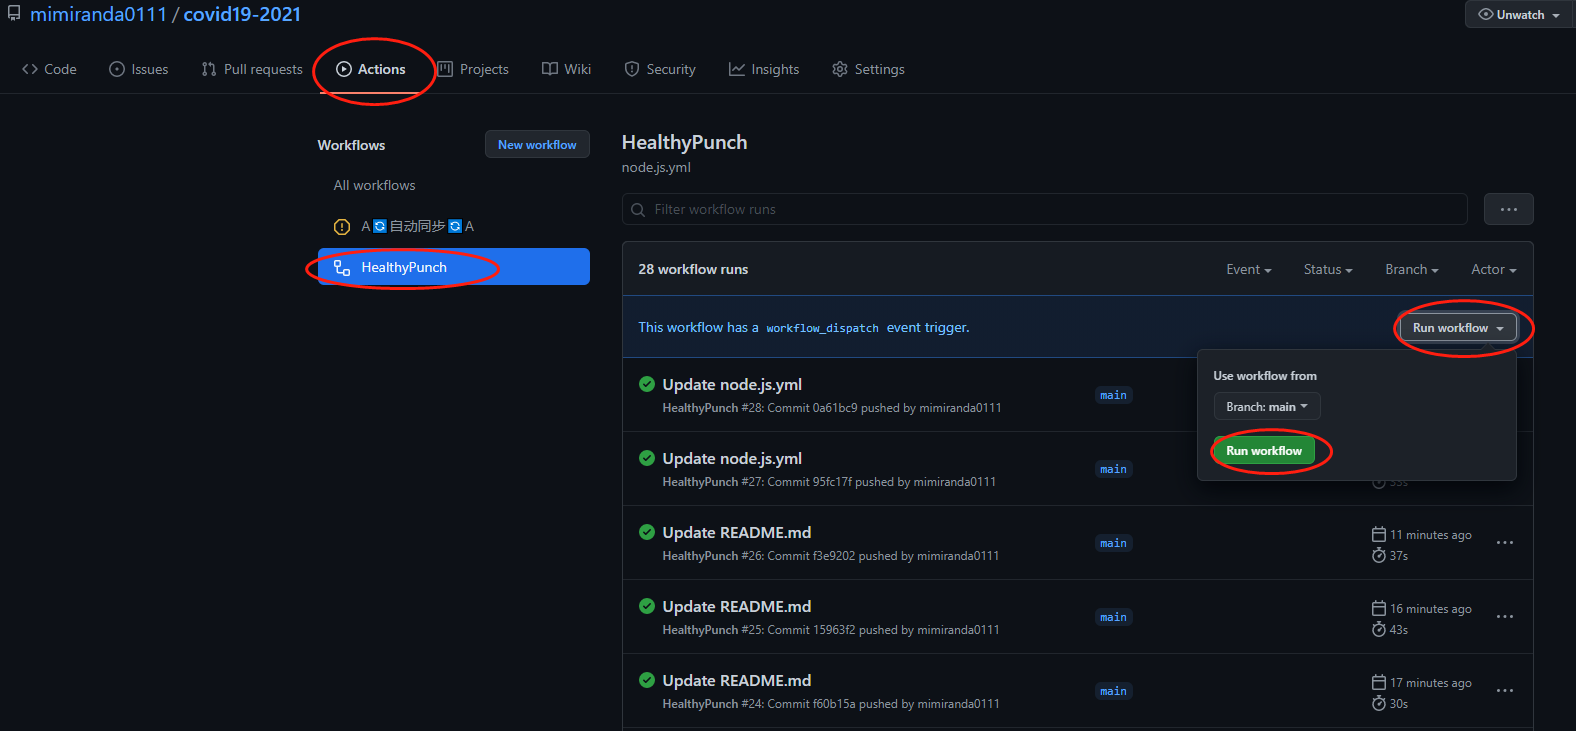 mimiranda0111 / covid19-2021
Unwatch
Code Issues Pull requests Actions Projects Wiki Security Insights Settings
Workflows
New workflow
All workflows
A🔄自动同步🔄A
HealthyPunch
HealthyPunch
node.js.yml
Filter workflow runs
28 workflow runs
Event Status Branch Actor
This workflow has a workflow_dispatch event trigger.
Run workflow
Use workflow from
Branch: main
Run workflow
Update node.js.yml
HealthyPunch #28: Commit 0a61bc9 pushed by mimiranda0111
main
Update node.js.yml
HealthyPunch #27: Commit 95fc17f pushed by mimiranda0111
main
33s
Update README.md
HealthyPunch #26: Commit f3e9202 pushed by mimiranda0111
main
11 minutes ago
37s
Update README.md
HealthyPunch #25: Commit 15963f2 pushed by mimiranda0111
main
16 minutes ago
43s
Update README.md
HealthyPunch #24: Commit f60b15a pushed by mimiranda0111
main
17 minutes ago
30s